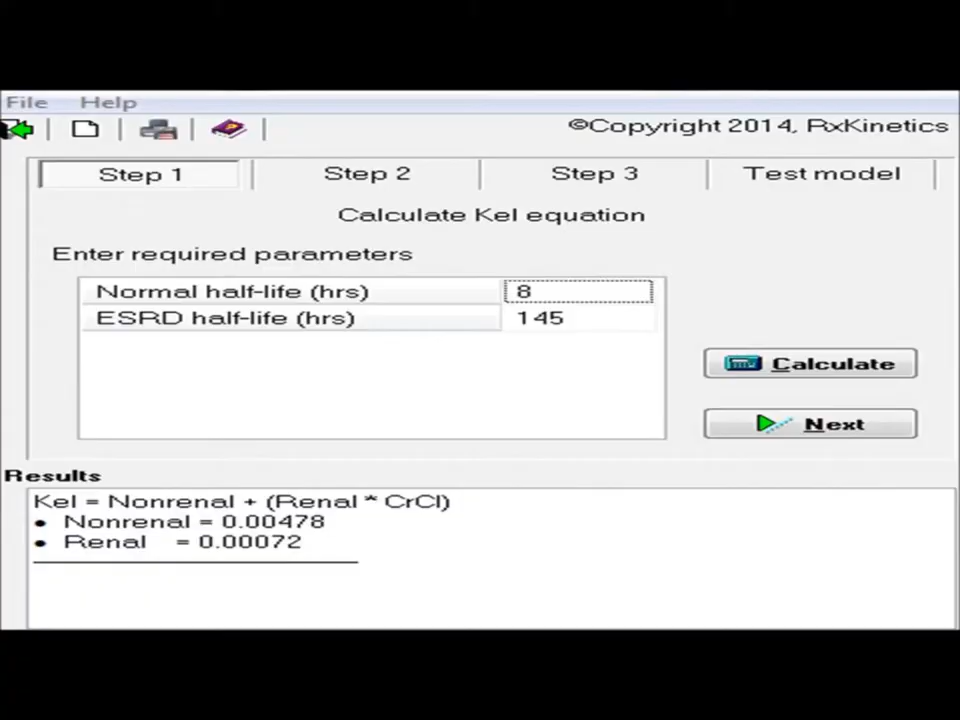 File Help
©Copyright 2014, RxKinetics
Step 1 Step 2 Step 3 Test model
Calculate Kel equation
Enter required parameters
Normal half-life (hrs) 8
ESRD half-life (hrs) 145
Calculate
Next
Results
Kel = Nonrenal + (Renal * CrCl)
• Nonrenal = 0.00478
• Renal = 0.00072